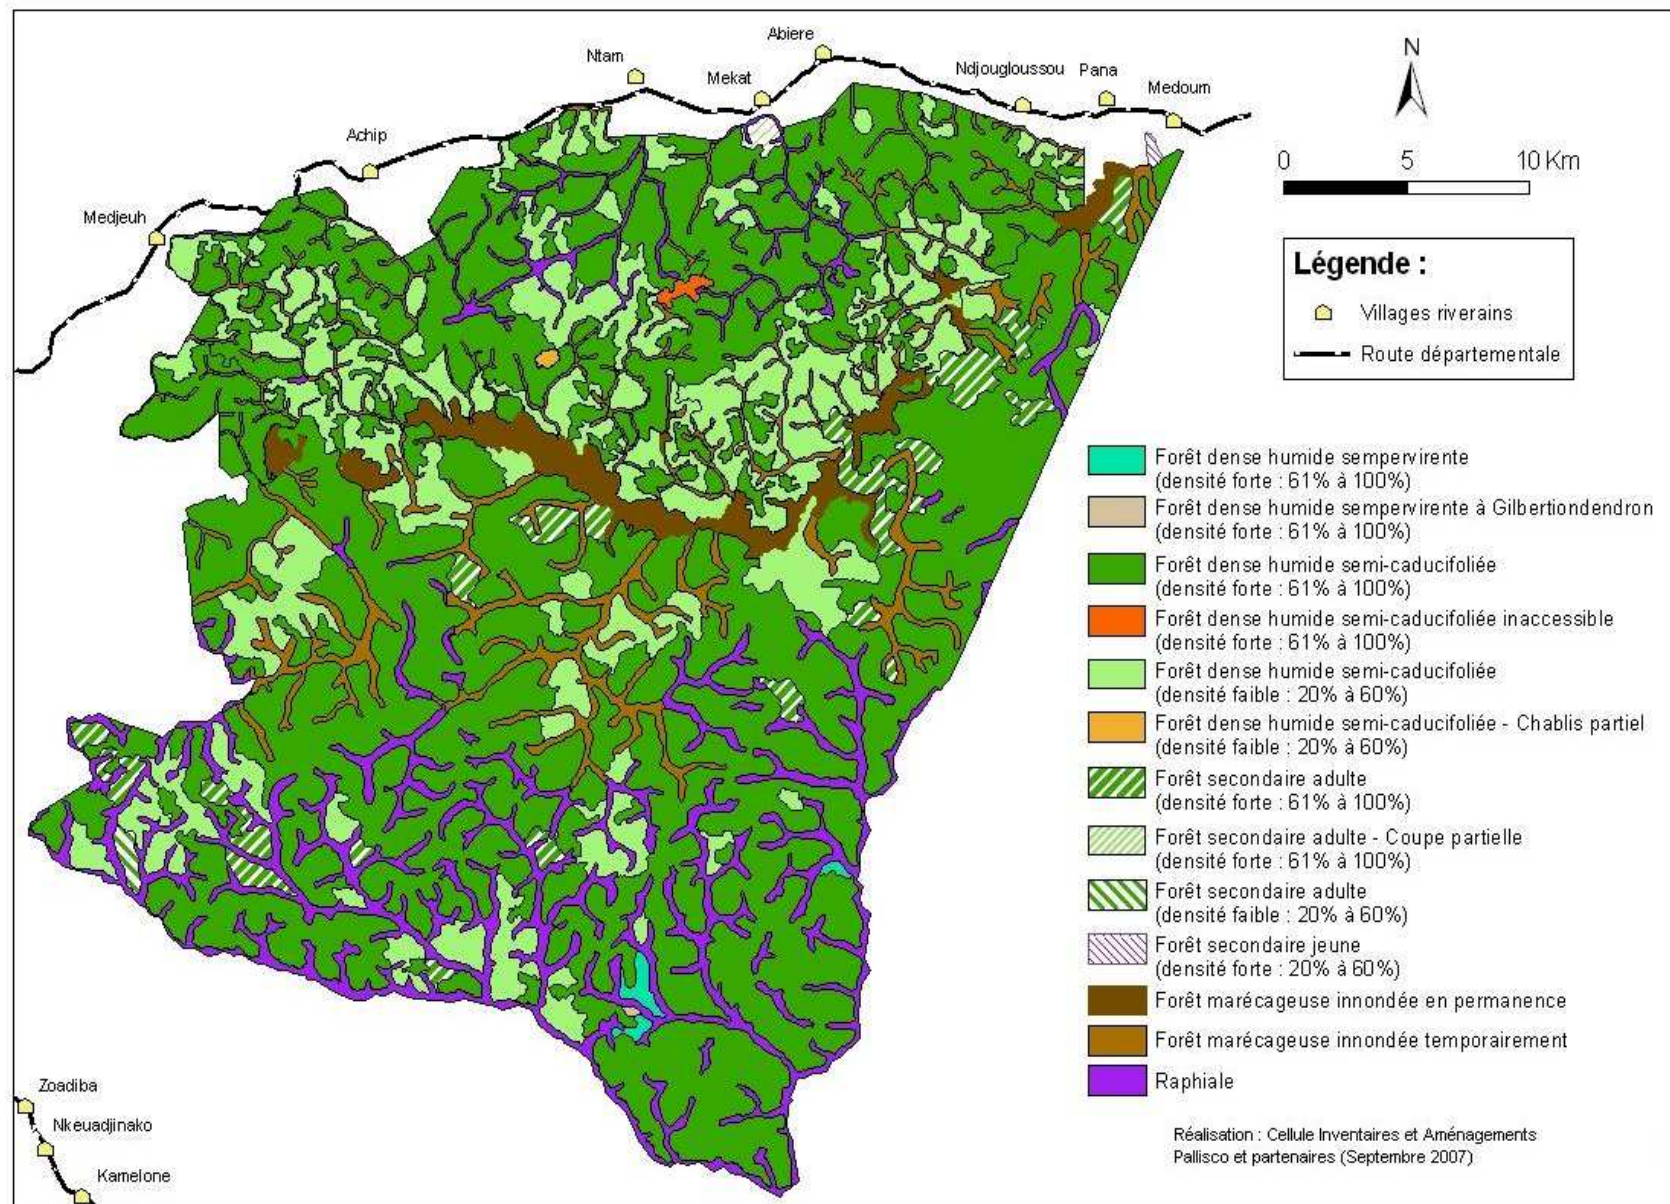 Abiere
Ntam
Mekat
Ndjougloussou
Pana
Medoum
Achip
Medjeuh
N
0 5 10 Km
Légende :
Villages riverains
Route départementale
Forêt dense humide sempervirente
(densité forte : 61% à 100%)
Forêt dense humide sempervirente à Gilbertiondendron
(densité forte : 61% à 100%)
Forêt dense humide semi-caducifoliée
(densité forte : 61% à 100%)
Forêt dense humide semi-caducifoliée inaccessible
(densité forte : 61% à 100%)
Forêt dense humide semi-caducifoliée
(densité faible : 20% à 60%)
Forêt dense humide semi-caducifoliée - Chablis partiel
(densité faible : 20% à 60%)
Forêt secondaire adulte
(densité forte : 61% à 100%)
Forêt secondaire adulte - Coupe partielle
(densité forte : 61% à 100%)
Forêt secondaire adulte
(densité faible : 20% à 60%)
Forêt secondaire jeune
(densité forte : 20% à 60%)
Forêt marécageuse innondée en permanence
Forêt marécageuse innondée temporairement
Raphiale
Zoadiba
Nkeuadjinako
Kamelone
Réalisation : Cellule Inventaires et Aménagements
Pallisco et partenaires (Septembre 2007)